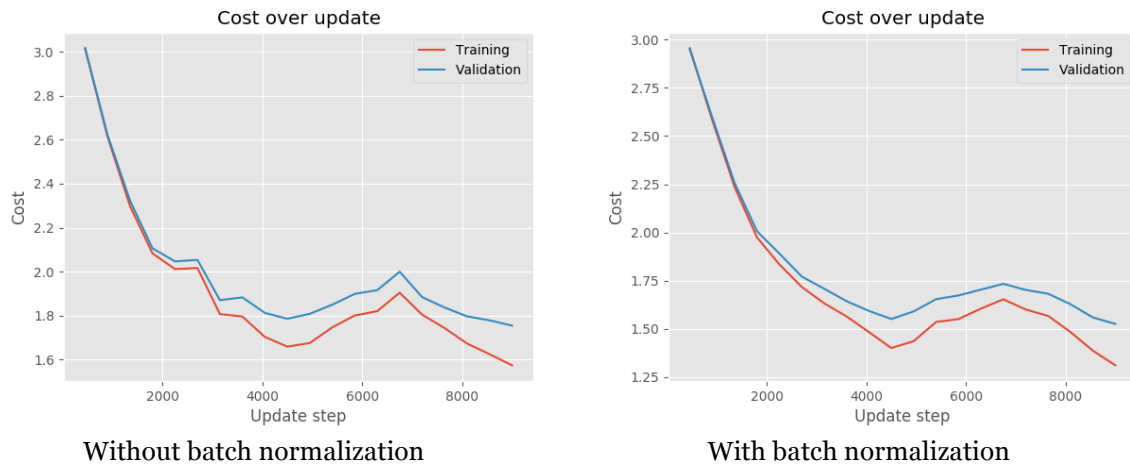 Cost over update
3.0
2.8
2.6
2.4
2.2
2.0
1.8
1.6
Cost
Training
Validation
2000 4000 6000 8000
Update step
Without batch normalization
Cost over update
3.00
2.75
2.50
2.25
2.00
1.75
1.50
1.25
Cost
Training
Validation
2000 4000 6000 8000
Update step
With batch normalization